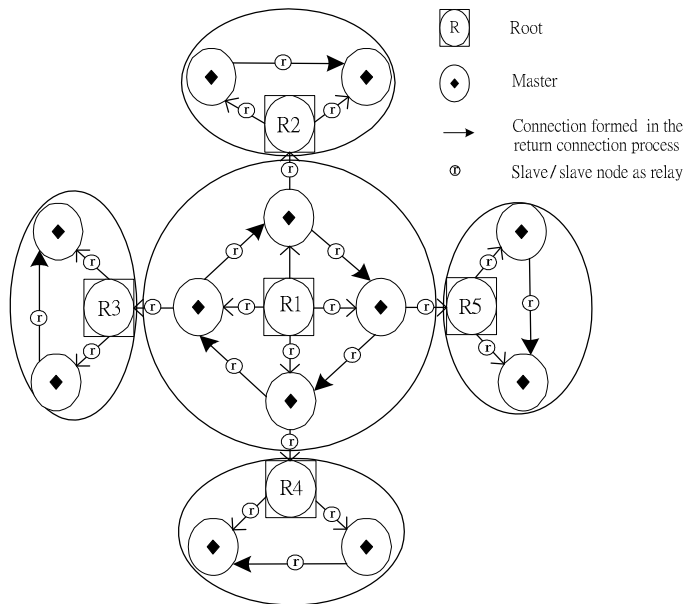 r
R Root
Master
r
r
R2
Connection formed in the
return connection process
r
r Slave/slave node as relay
r
r
r
r
r
R3
r
r
R1
r
r
R5
r
r
r
r
r
r
r
r
R4
r
r
r